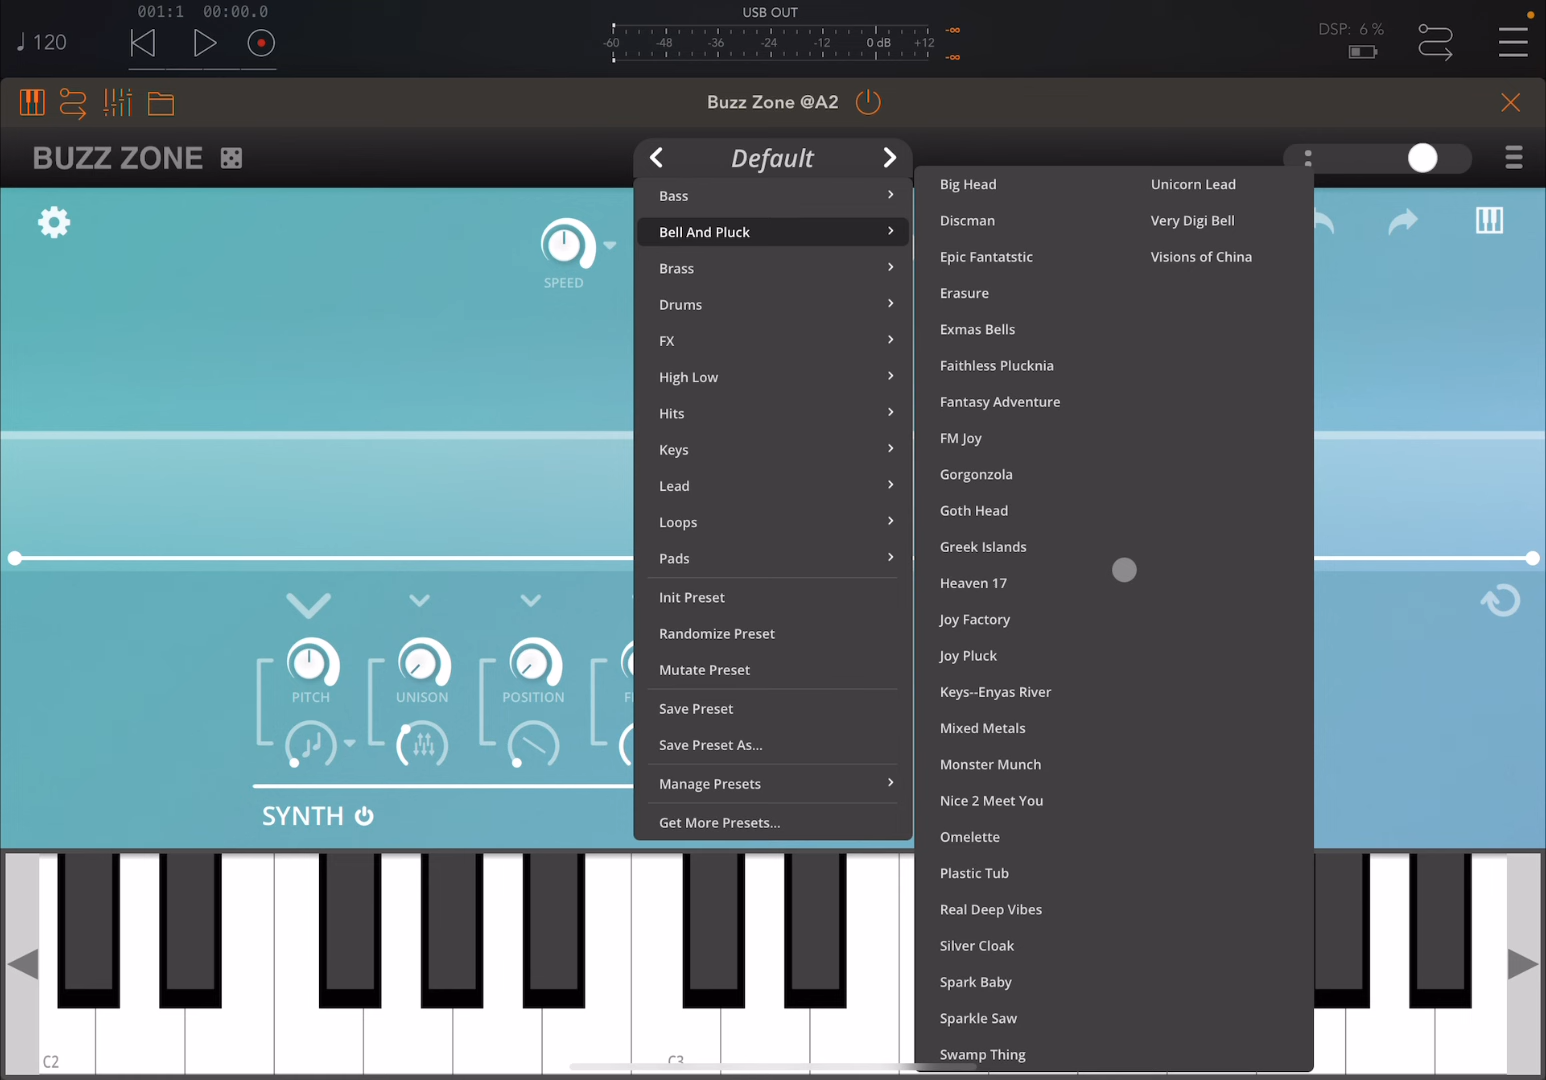 001:1 00:00.0
120
USB OUT
-60 -48 -36 -24 -12 0 dB +12
-∞
-∞
DSP: 6 %
Buzz Zone @A2
BUZZ ZONE
Default
SPEED
Bass
Bell And Pluck
Brass
Drums
FX
High Low
Hits
Keys
Lead
Loops
Pads
Init Preset
Randomize Preset
Mutate Preset
Save Preset
Save Preset As...
Manage Presets
Get More Presets...
Big Head
Discman
Epic Fantatstic
Erasure
Exmas Bells
Faithless Plucknia
Fantasy Adventure
FM Joy
Gorgonzola
Goth Head
Greek Islands
Heaven 17
Joy Factory
Joy Pluck
Keys--Enyas River
Mixed Metals
Monster Munch
Nice 2 Meet You
Omelette
Plastic Tub
Real Deep Vibes
Silver Cloak
Spark Baby
Sparkle Saw
Swamp Thing
Unicorn Lead
Very Digi Bell
Visions of China
PITCH
UNISON
POSITION
SYNTH
C2
C3